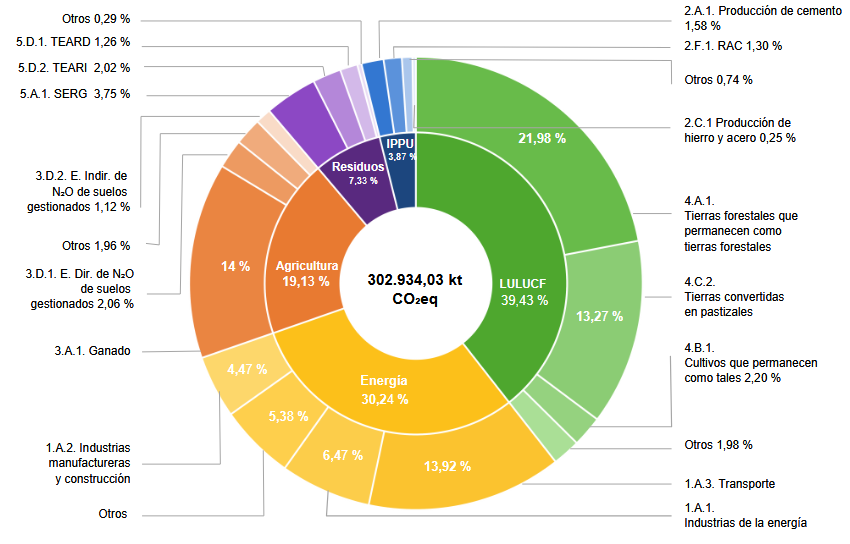 Otros 0,29 %
5.D.1. TEARD 1,26 %
5.D.2. TEARI 2,02 %
5.A.1. SERG 3,75 %
3.D.2. E. Indir. de
N₂O de suelos
gestionados 1,12 %
Otros 1,96 %
3.D.1. E. Dir. de N₂O
de suelos
gestionados 2,06 %
3.A.1. Ganado
1.A.2. Industrias
manufactureras
y construcción
Otros
2.A.1. Producción de cemento
1,58 %
2.F.1. RAC 1,30 %
Otros 0,74 %
2.C.1 Producción de
hierro y acero 0,25 %
4.A.1.
Tierras forestales que
permanecen como
tierras forestales
4.C.2.
Tierras convertidas
en pastizales
4.B.1.
Cultivos que permanecen
como tales 2,20 %
Otros 1,98 %
1.A.3. Transporte
1.A.1.
Industrias de la energía
21,98 %
13,27 %
13,92 %
6,47 %
5,38 %
4,47 %
14 %
IPPU
3,87 %
Residuos
7,33 %
Agricultura
19,13 %
LULUCF
39,43 %
Energía
30,24 %
302.934,03 kt
CO₂eq